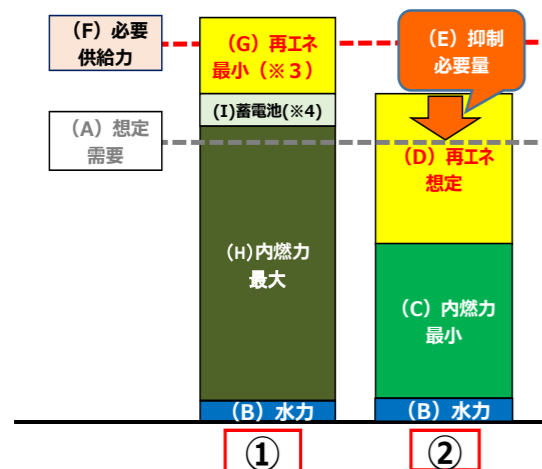 (F) 必要
供給力
(G) 再エネ
最小(※3)
(E) 抑制
必要量
(I)蓄電池(※4)
(A) 想定
需要
(D) 再エネ
想定
(H)内燃力
最大
(C) 内燃力
最小
(B) 水力
(B) 水力
①
②